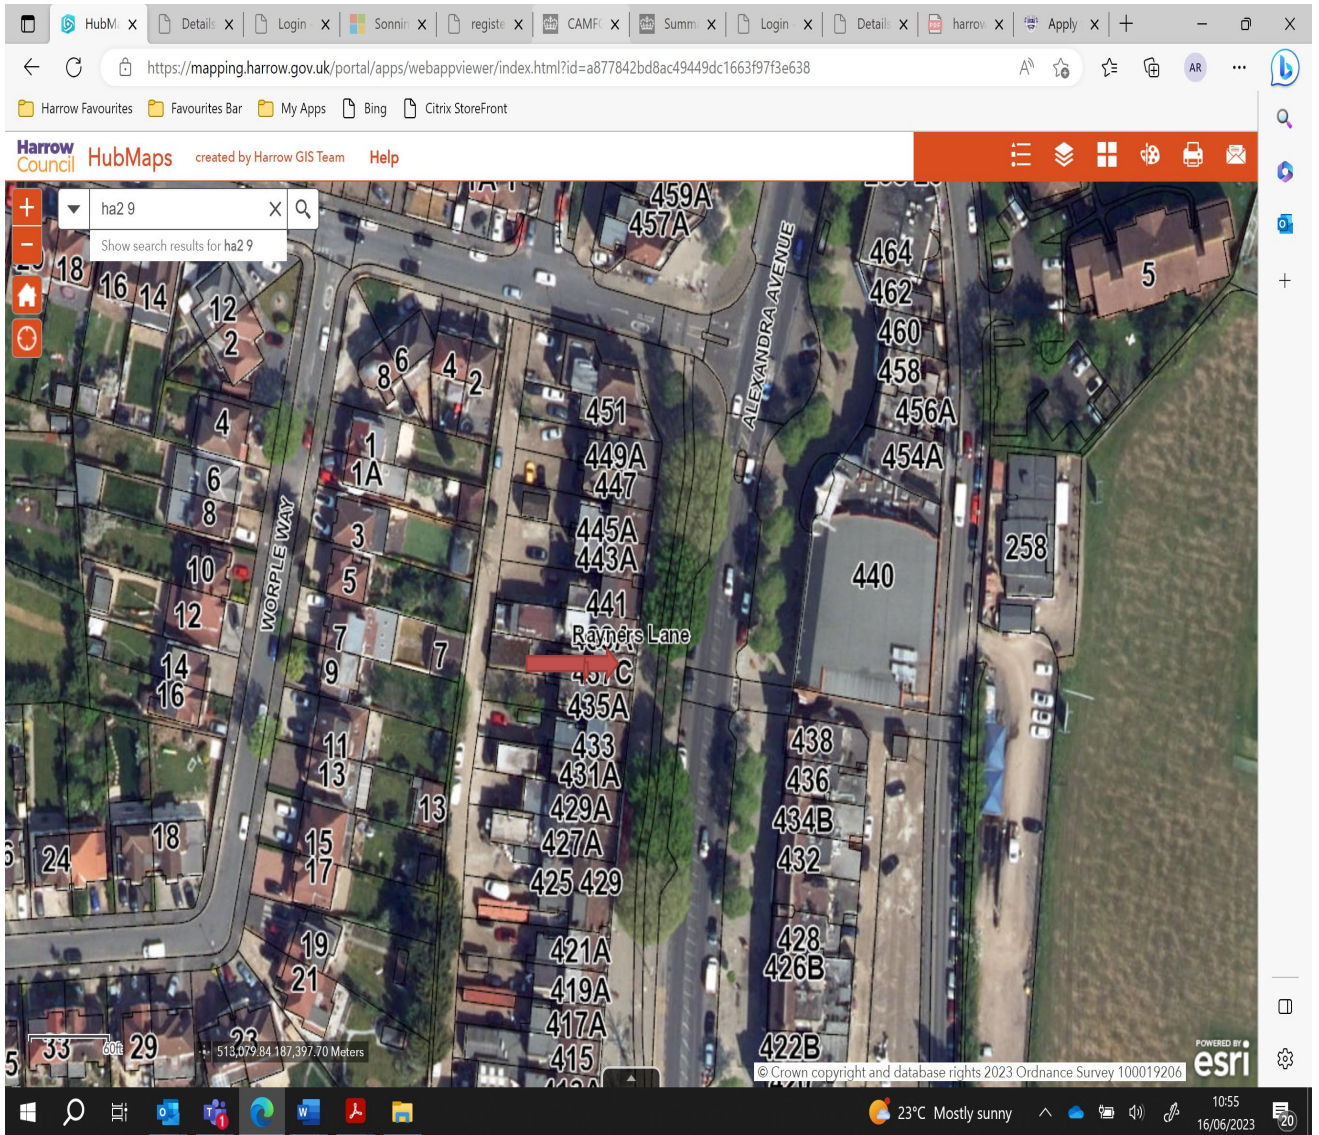 HubM
Details
Login -
Sonnin
registe
CAMFO
Summ
Login -
Details
harrow
Apply
https://mapping.harrow.gov.uk/portal/apps/webappviewer/index.html?id=a877842bd8ac49449dc1663f97f3e638
AR
Harrow Favourites
Favourites Bar
My Apps
Bing
Citrix StoreFront
Harrow
Council
HubMaps
created by Harrow GIS Team
Help
ha2 9
Show search results for ha2 9
459A
457A
18
16
14
12
2
464
462
460
458
456A
454A
5
ALEXANDRA AVENUE
8
6
4
2
451
449A
447
445A
443A
441
Rayners Lane
435A
433
431A
429A
427A
425 429
421A
419A
417A
415
4
6
8
10
12
14
16
18
24
WORPLE WAY
1
1A
3
5
7
9
7
11
13
13
15
17
19
21
440
258
438
436
434B
432
428
426B
422B
33
29
23
60ft
513,079.84 187,397.70 Meters
© Crown copyright and database rights 2023 Ordnance Survey 100019206
POWERED BY
esri
23°C Mostly sunny
10:55
16/06/2023
20